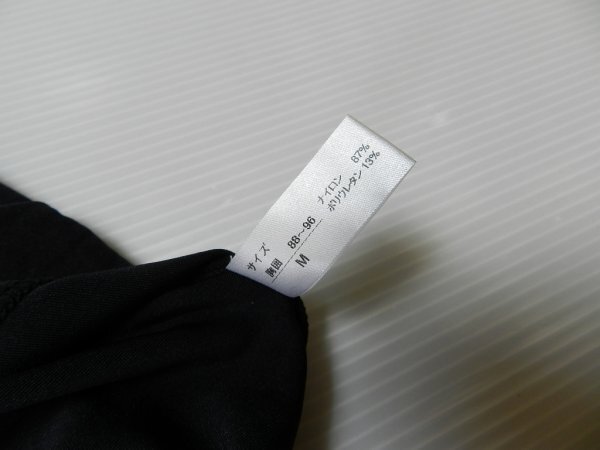 サイズ
胸囲 88〜96
M
ナイロン 87%
ポリウレタン 13%